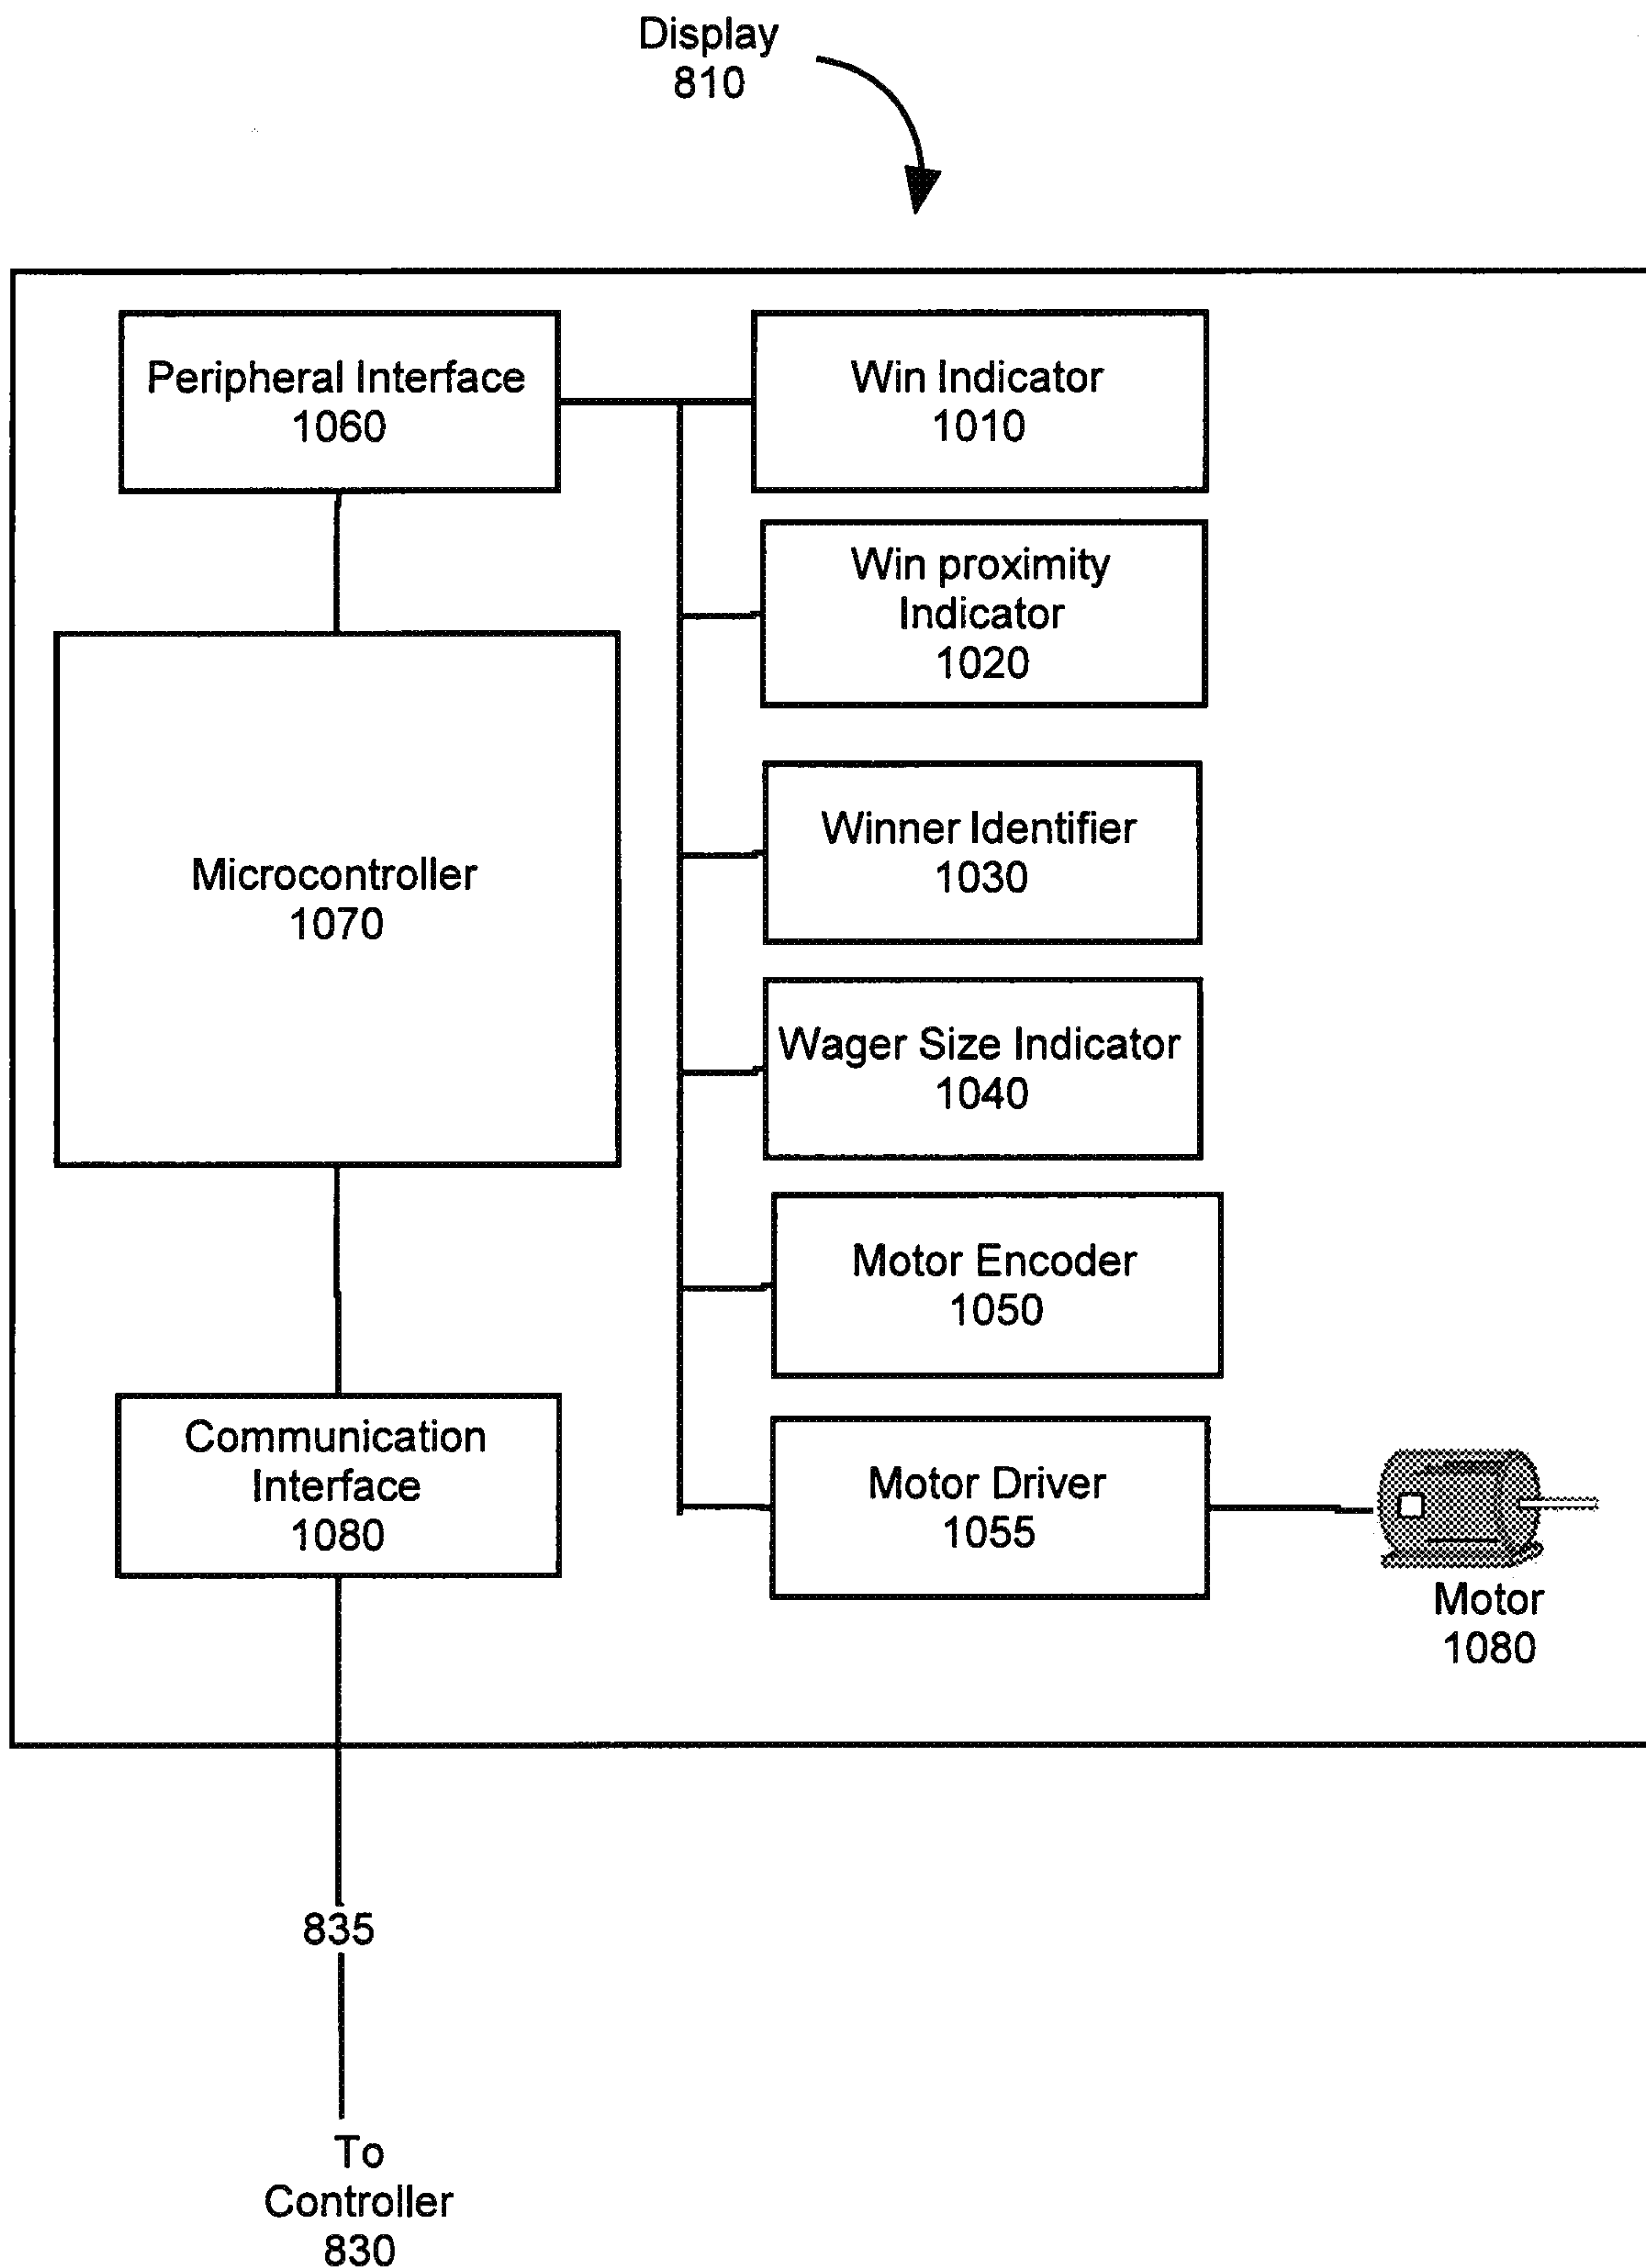 Display
810
Peripheral Interface
1060
Win Indicator
1010
Win proximity
Indicator
1020
Microcontroller
1070
Winner Identifier
1030
Wager Size Indicator
1040
Motor Encoder
1050
Communication
Interface
1080
Motor Driver
1055
Motor
1080
835
To
Controller
830